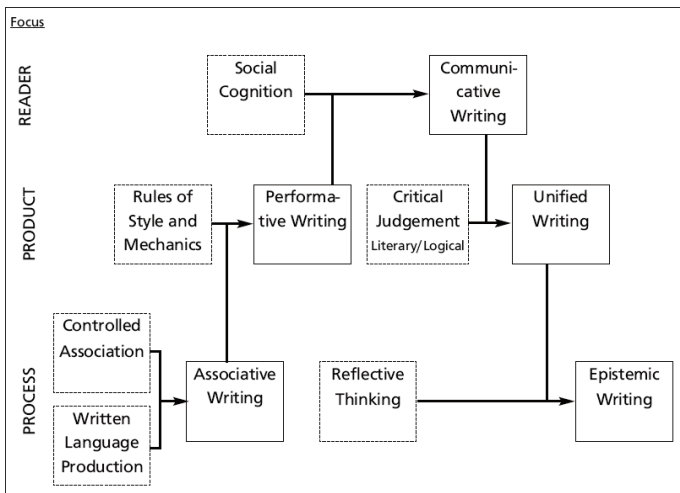 Focus
READER
Social
Cognition
Communi-
cative
Writing
PRODUCT
Rules of
Style and
Mechanics
Performa-
tive Writing
Critical
Judgement
Literary/Logical
Unified
Writing
PROCESS
Controlled
Association
Written
Language
Production
Associative
Writing
Reflective
Thinking
Epistemic
Writing